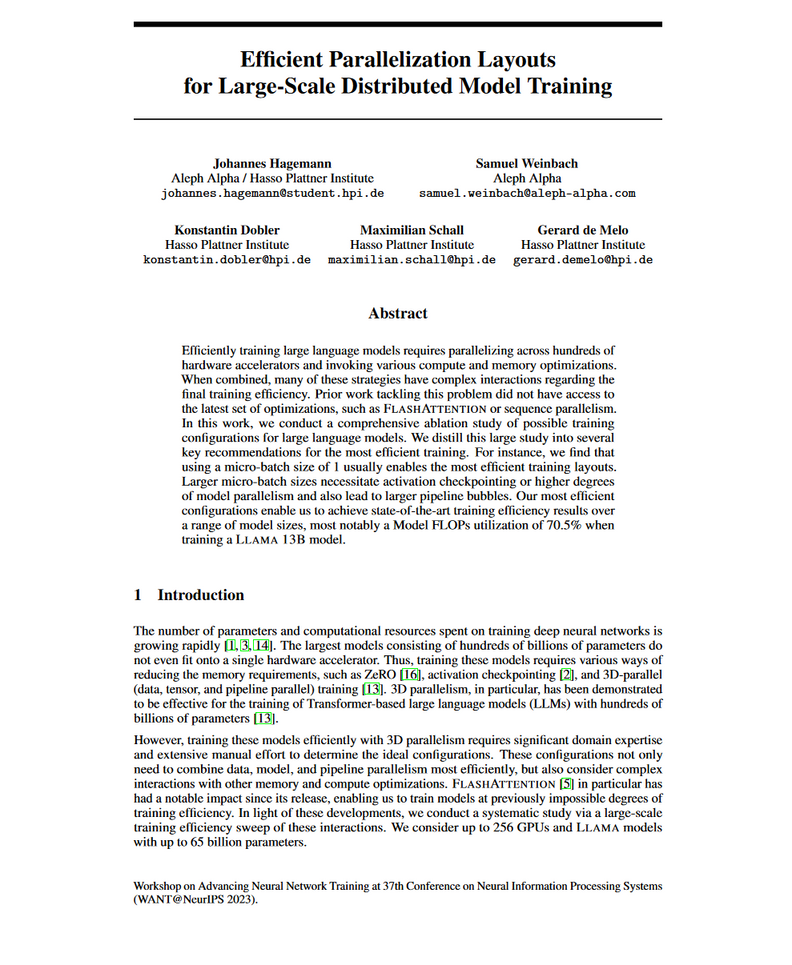 Efficient Parallelization Layouts
for Large-Scale Distributed Model Training
Johannes Hagemann
Aleph Alpha / Hasso Plattner Institute
johannes.hagemann@student.hpi.de
Samuel Weinbach
Aleph Alpha
samuel.weinbach@aleph-alpha.com
Konstantin Dobler
Hasso Plattner Institute
konstantin.dobler@hpi.de
Maximilian Schall
Hasso Plattner Institute
maximilian.schall@hpi.de
Gerard de Melo
Hasso Plattner Institute
gerard.demelo@hpi.de
Abstract
Efficiently training large language models requires parallelizing across hundreds of
hardware accelerators and invoking various compute and memory optimizations.
When combined, many of these strategies have complex interactions regarding the
final training efficiency. Prior work tackling this problem did not have access to
the latest set of optimizations, such as FLASHATTENTION or sequence parallelism.
In this work, we conduct a comprehensive ablation study of possible training
configurations for large language models. We distill this large study into several
key recommendations for the most efficient training. For instance, we find that
using a micro-batch size of 1 usually enables the most efficient training layouts.
Larger micro-batch sizes necessitate activation checkpointing or higher degrees
of model parallelism and also lead to larger pipeline bubbles. Our most efficient
configurations enable us to achieve state-of-the-art training efficiency results over
a range of model sizes, most notably a Model FLOPs utilization of 70.5% when
training a LLAMA 13B model.
1 Introduction
The number of parameters and computational resources spent on training deep neural networks is
growing rapidly [1, 3, 14]. The largest models consisting of hundreds of billions of parameters do
not even fit onto a single hardware accelerator. Thus, training these models requires various ways of
reducing the memory requirements, such as ZeRO [16], activation checkpointing [2], and 3D-parallel
(data, tensor, and pipeline parallel) training [13]. 3D parallelism, in particular, has been demonstrated
to be effective for the training of Transformer-based large language models (LLMs) with hundreds of
billions of parameters [13].
However, training these models efficiently with 3D parallelism requires significant domain expertise
and extensive manual effort to determine the ideal configurations. These configurations not only
need to combine data, model, and pipeline parallelism most efficiently, but also consider complex
interactions with other memory and compute optimizations. FLASHATTENTION [5] in particular has
had a notable impact since its release, enabling us to train models at previously impossible degrees of
training efficiency. In light of these developments, we conduct a systematic study via a large-scale
training efficiency sweep of these interactions. We consider up to 256 GPUs and LLAMA models
with up to 65 billion parameters.
Workshop on Advancing Neural Network Training at 37th Conference on Neural Information Processing Systems
(WANT@NeurIPS 2023).